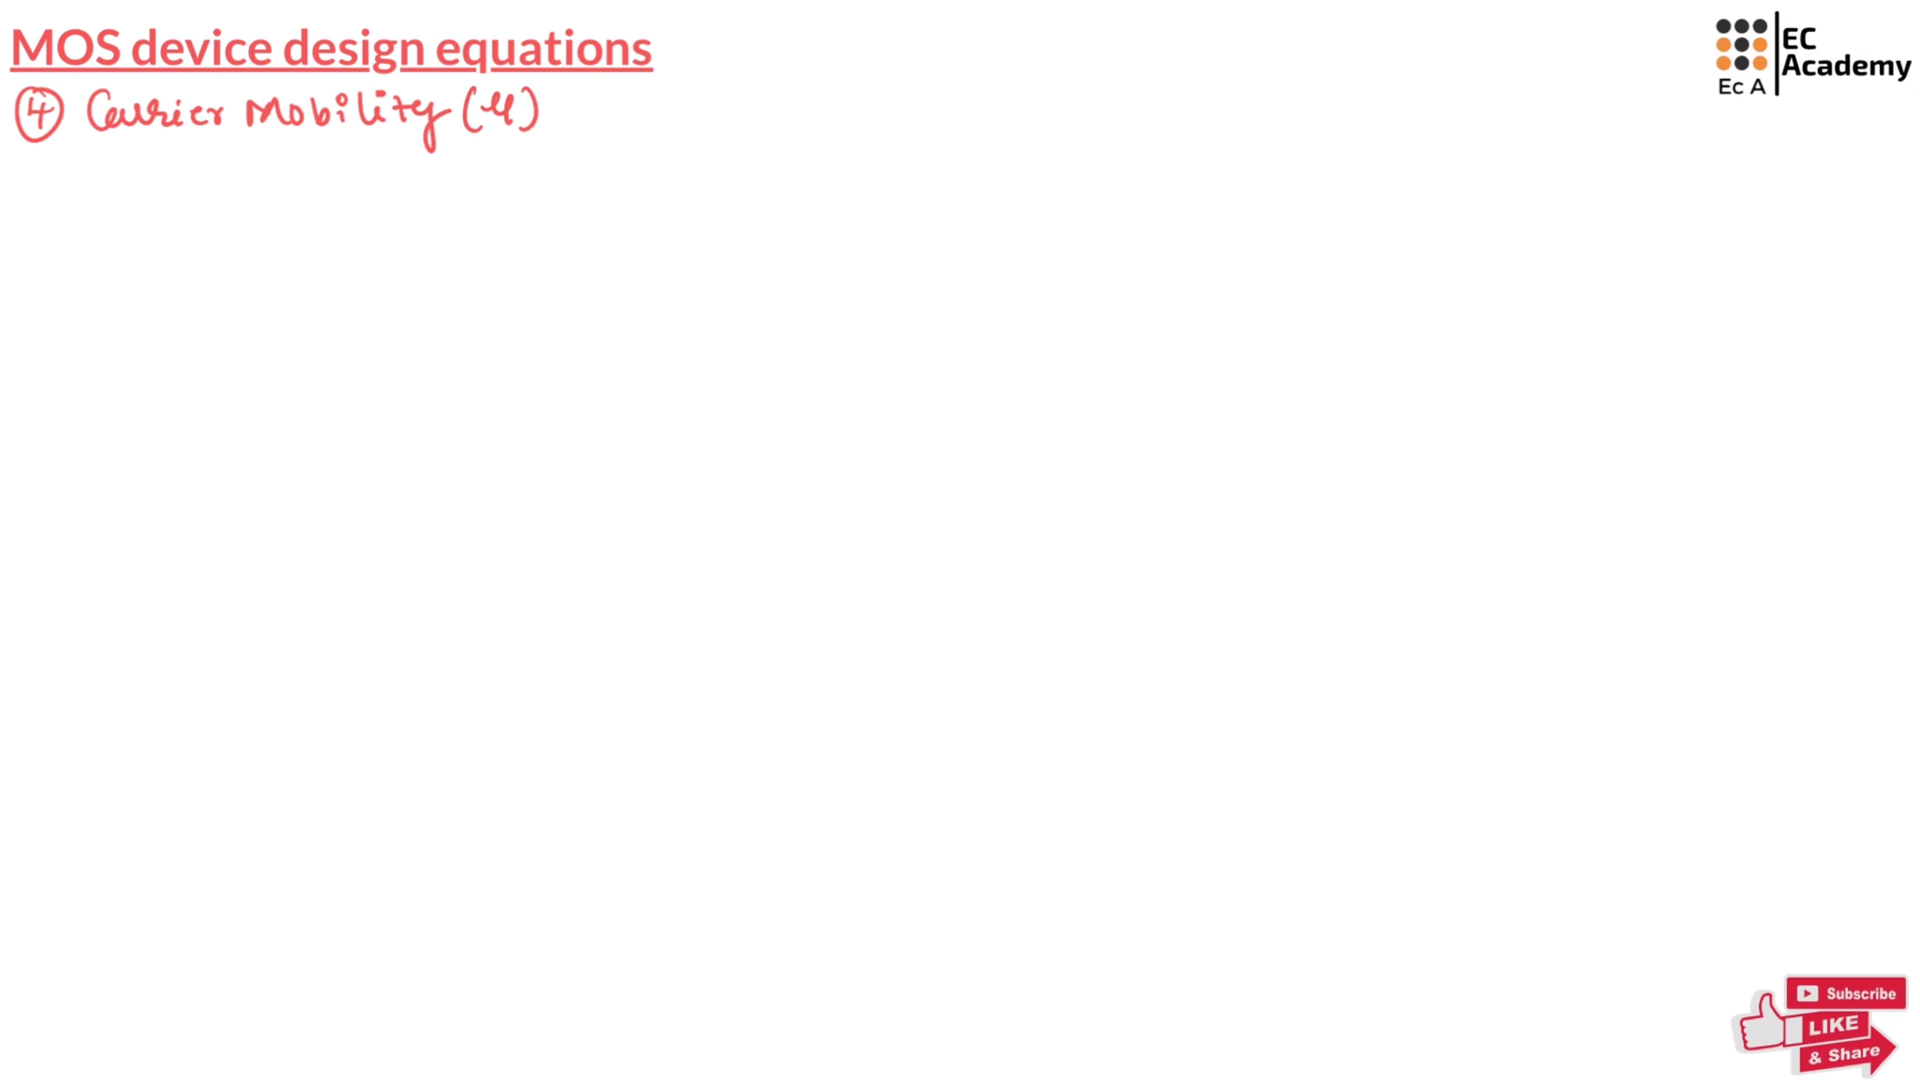 MOS device design equations
④ Carrier Mobility (μ)
EC
Academy
Ec A
Subscribe
LIKE
& Share